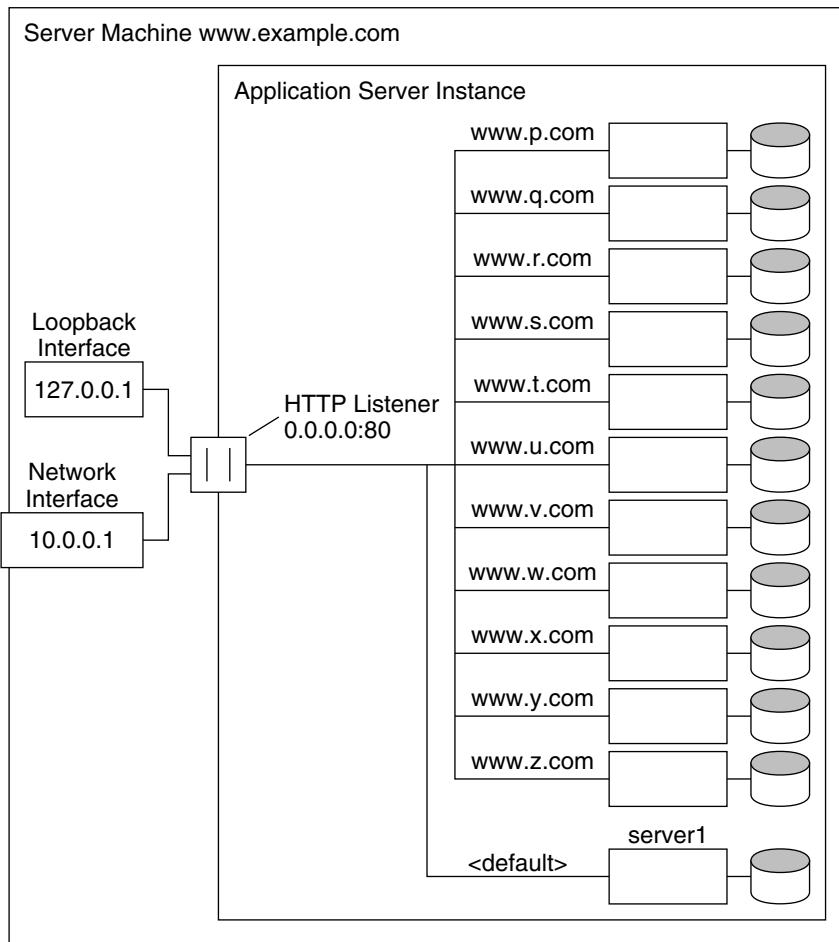 Server Machine www.example.com
Application Server Instance
www.p.com
www.q.com
www.r.com
www.s.com
Loopback
Interface
127.0.0.1
www.t.com
HTTP Listener
0.0.0.0:80
www.u.com
Network
Interface
10.0.0.1
www.v.com
www.w.com
www.x.com
www.y.com
www.z.com
server1
<default>